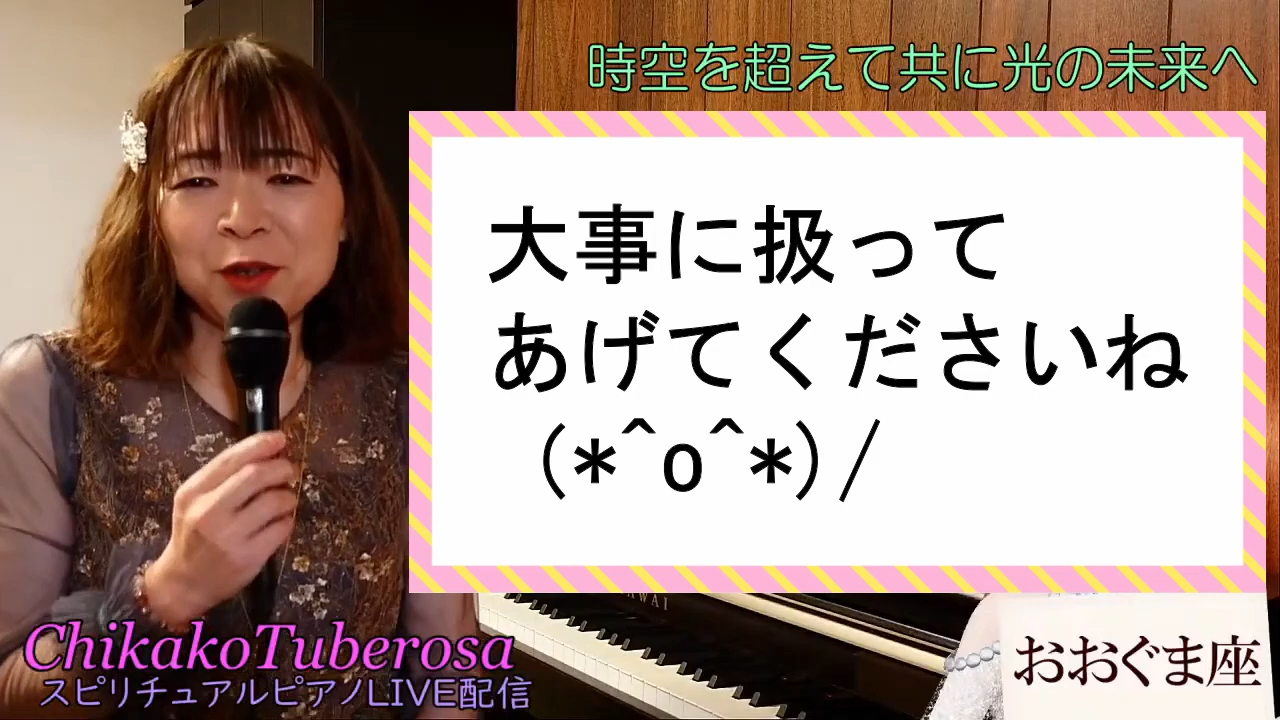 時空を超えて共に光の未来へ
大事に扱って
あげてくださいね
(*^o^*)/
ChikakoTuberosa
スピリチュアルピアノLIVE配信
おおぐま座